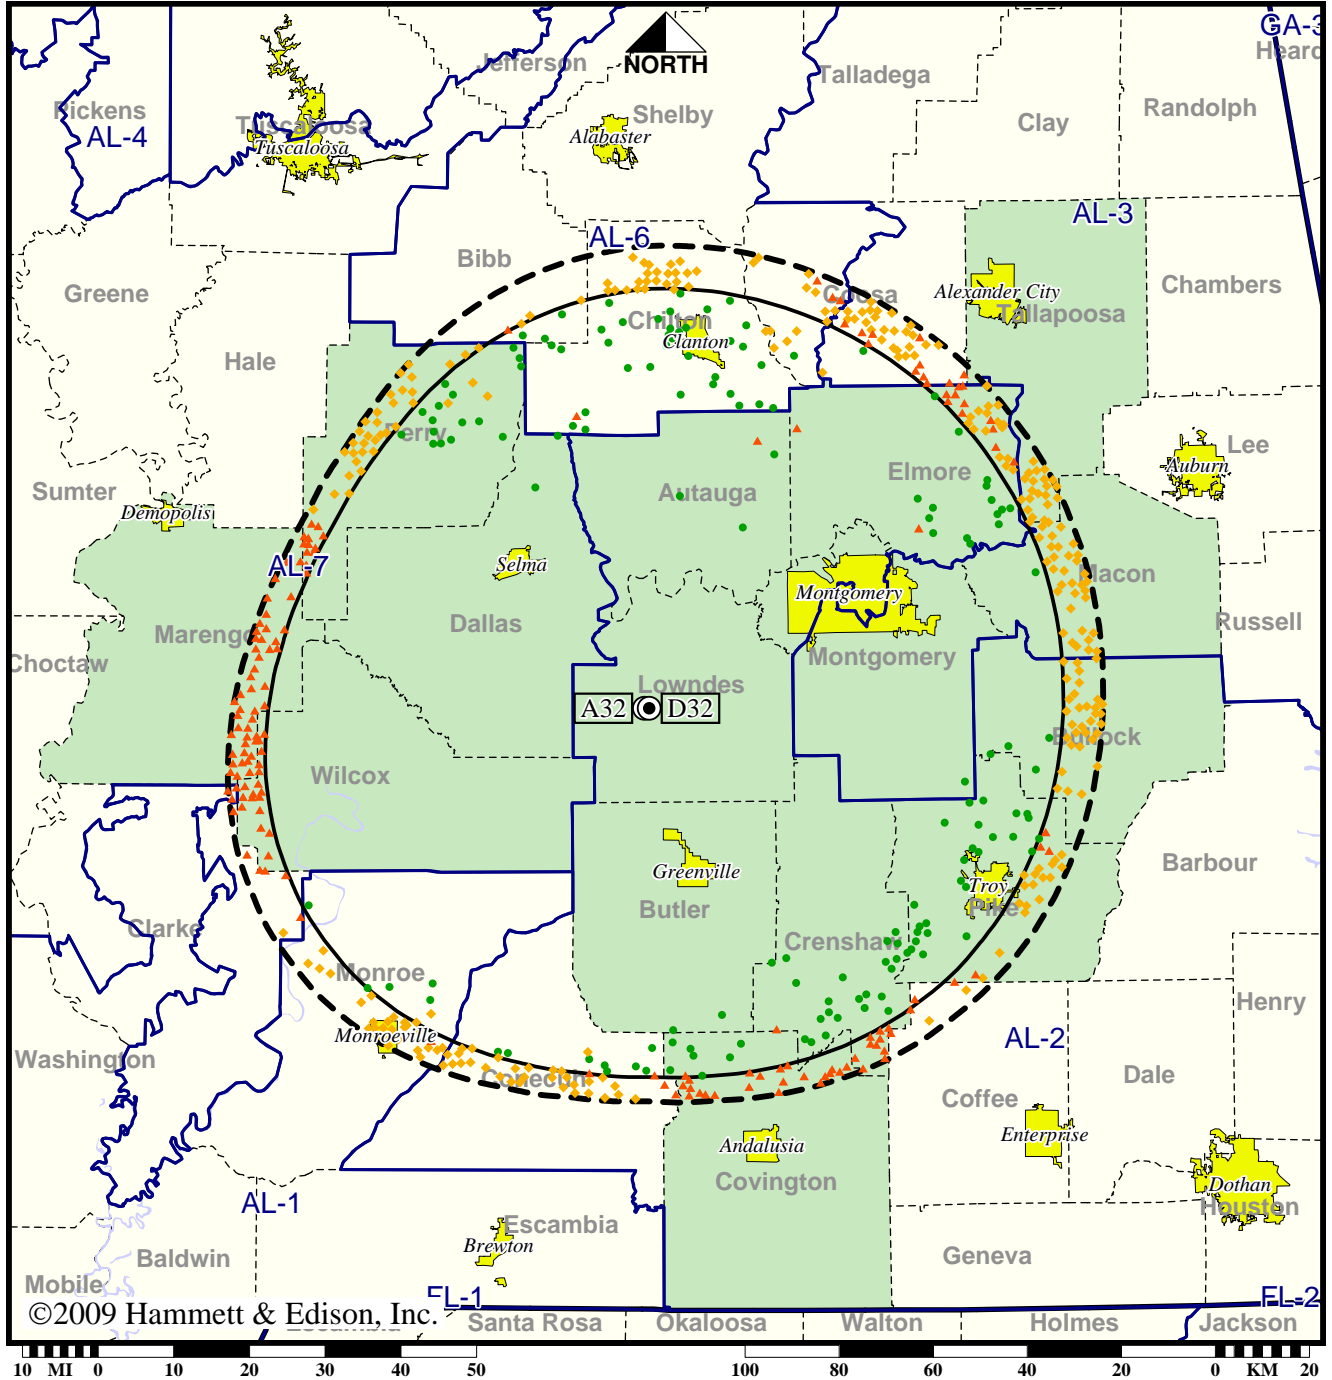 GA-3
Heard
Jefferson
NORTH
Talladega
Pickens
Shelby
Randolph
Clay
AL-4
Tuscaloosa
Tuscaloosa
Alabaster
AL-3
AL-6
Bibb
Greene
Coosa
Alexander City
Chambers
Tallapoosa
Chilton
Clanton
Hale
Perry
Lee
Auburn
Elmore
Sumter
Autauga
Demopolis
Selma
AL-7
Macon
Montgomery
Dallas
Russell
Marengo
Montgomery
Choctaw
Lowndes
A32
D32
Bullock
Wilcox
Barbour
Greenville
Troy
Butler
Pike
Clarke
Crenshaw
Monroe
Henry
Monroeville
AL-2
Washington
Conecuh
Dale
Coffee
Andalusia
Enterprise
Covington
Dothan
AL-1
Houston
Escambia
Brewton
Baldwin
Geneva
Mobile
FL-1
FL-2
©2009 Hammett & Edison, Inc.
Escambia
Santa Rosa
Okaloosa
Walton
Holmes
Jackson
10 MI 0 10 20 30 40 50
100 80 60 40 20 0 KM 20